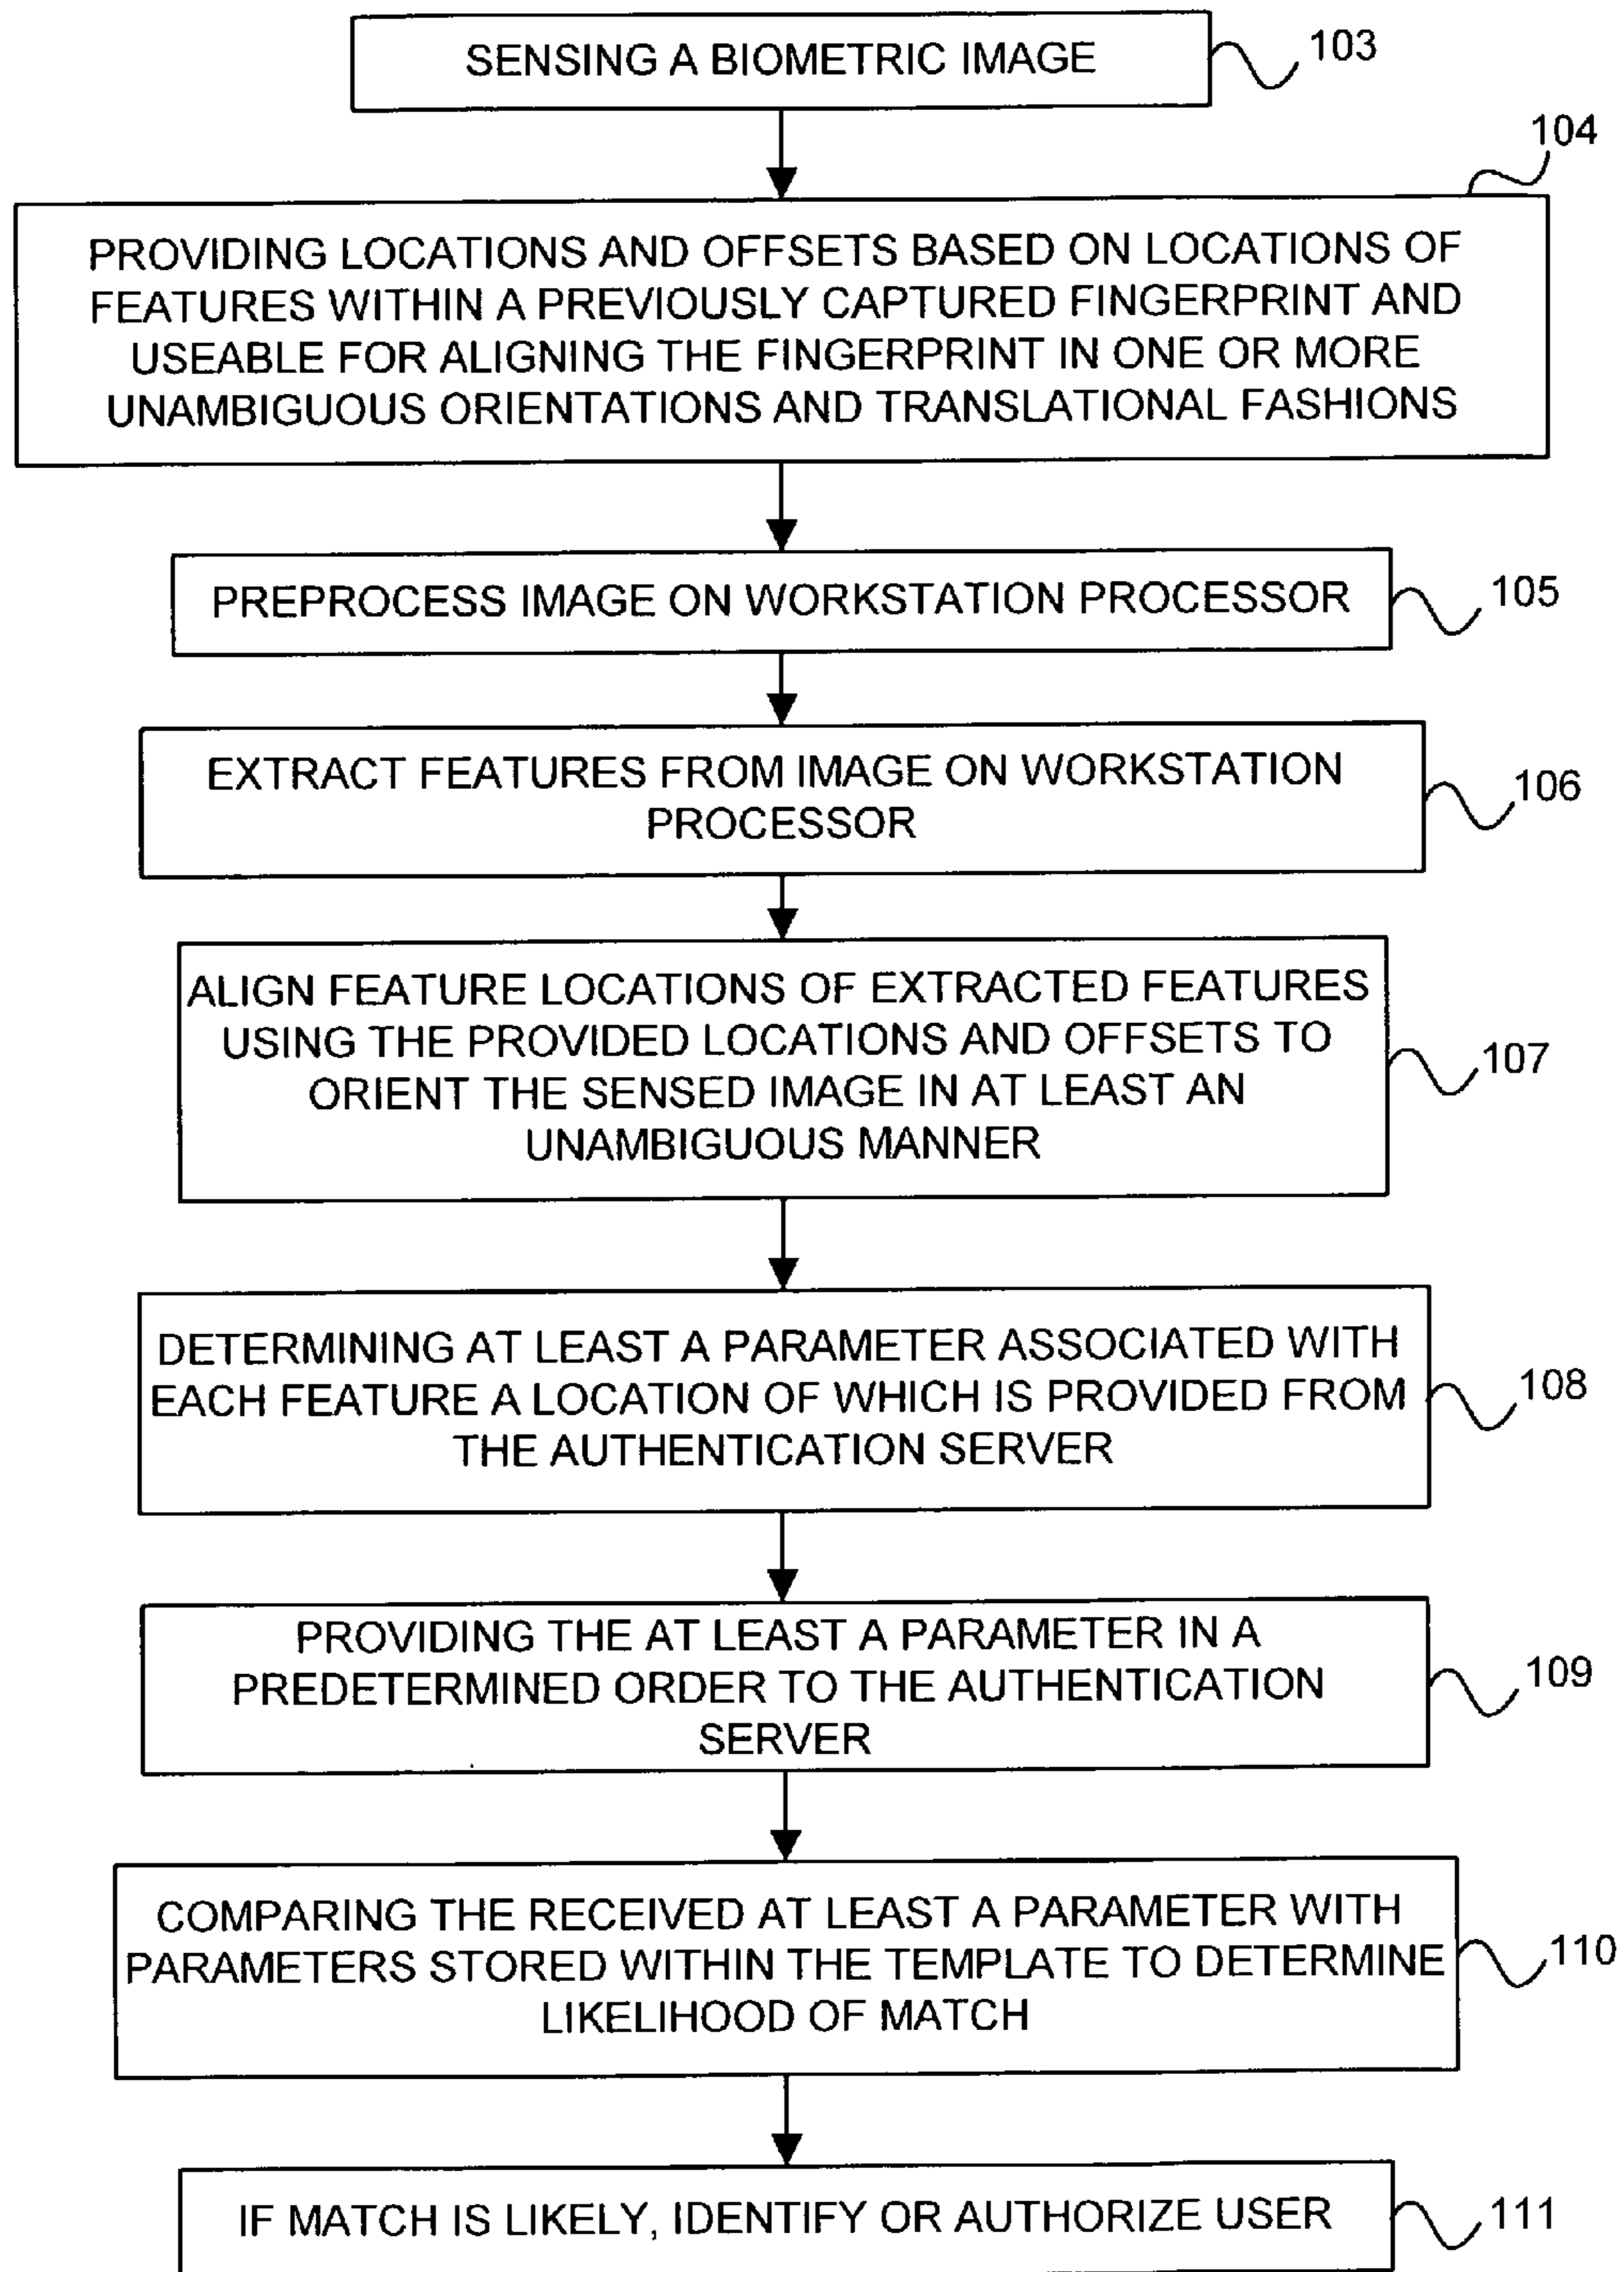 SENSING A BIOMETRIC IMAGE
103
104
PROVIDING LOCATIONS AND OFFSETS BASED ON LOCATIONS OF
FEATURES WITHIN A PREVIOUSLY CAPTURED FINGERPRINT AND
USEABLE FOR ALIGNING THE FINGERPRINT IN ONE OR MORE
UNAMBIGUOUS ORIENTATIONS AND TRANSLATIONAL FASHIONS
PREPROCESS IMAGE ON WORKSTATION PROCESSOR
105
EXTRACT FEATURES FROM IMAGE ON WORKSTATION
PROCESSOR
106
ALIGN FEATURE LOCATIONS OF EXTRACTED FEATURES
USING THE PROVIDED LOCATIONS AND OFFSETS TO
ORIENT THE SENSED IMAGE IN AT LEAST AN
UNAMBIGUOUS MANNER
107
DETERMINING AT LEAST A PARAMETER ASSOCIATED WITH
EACH FEATURE A LOCATION OF WHICH IS PROVIDED FROM
THE AUTHENTICATION SERVER
108
PROVIDING THE AT LEAST A PARAMETER IN A
PREDETERMINED ORDER TO THE AUTHENTICATION
SERVER
109
COMPARING THE RECEIVED AT LEAST A PARAMETER WITH
PARAMETERS STORED WITHIN THE TEMPLATE TO DETERMINE
LIKELIHOOD OF MATCH
110
IF MATCH IS LIKELY, IDENTIFY OR AUTHORIZE USER
111